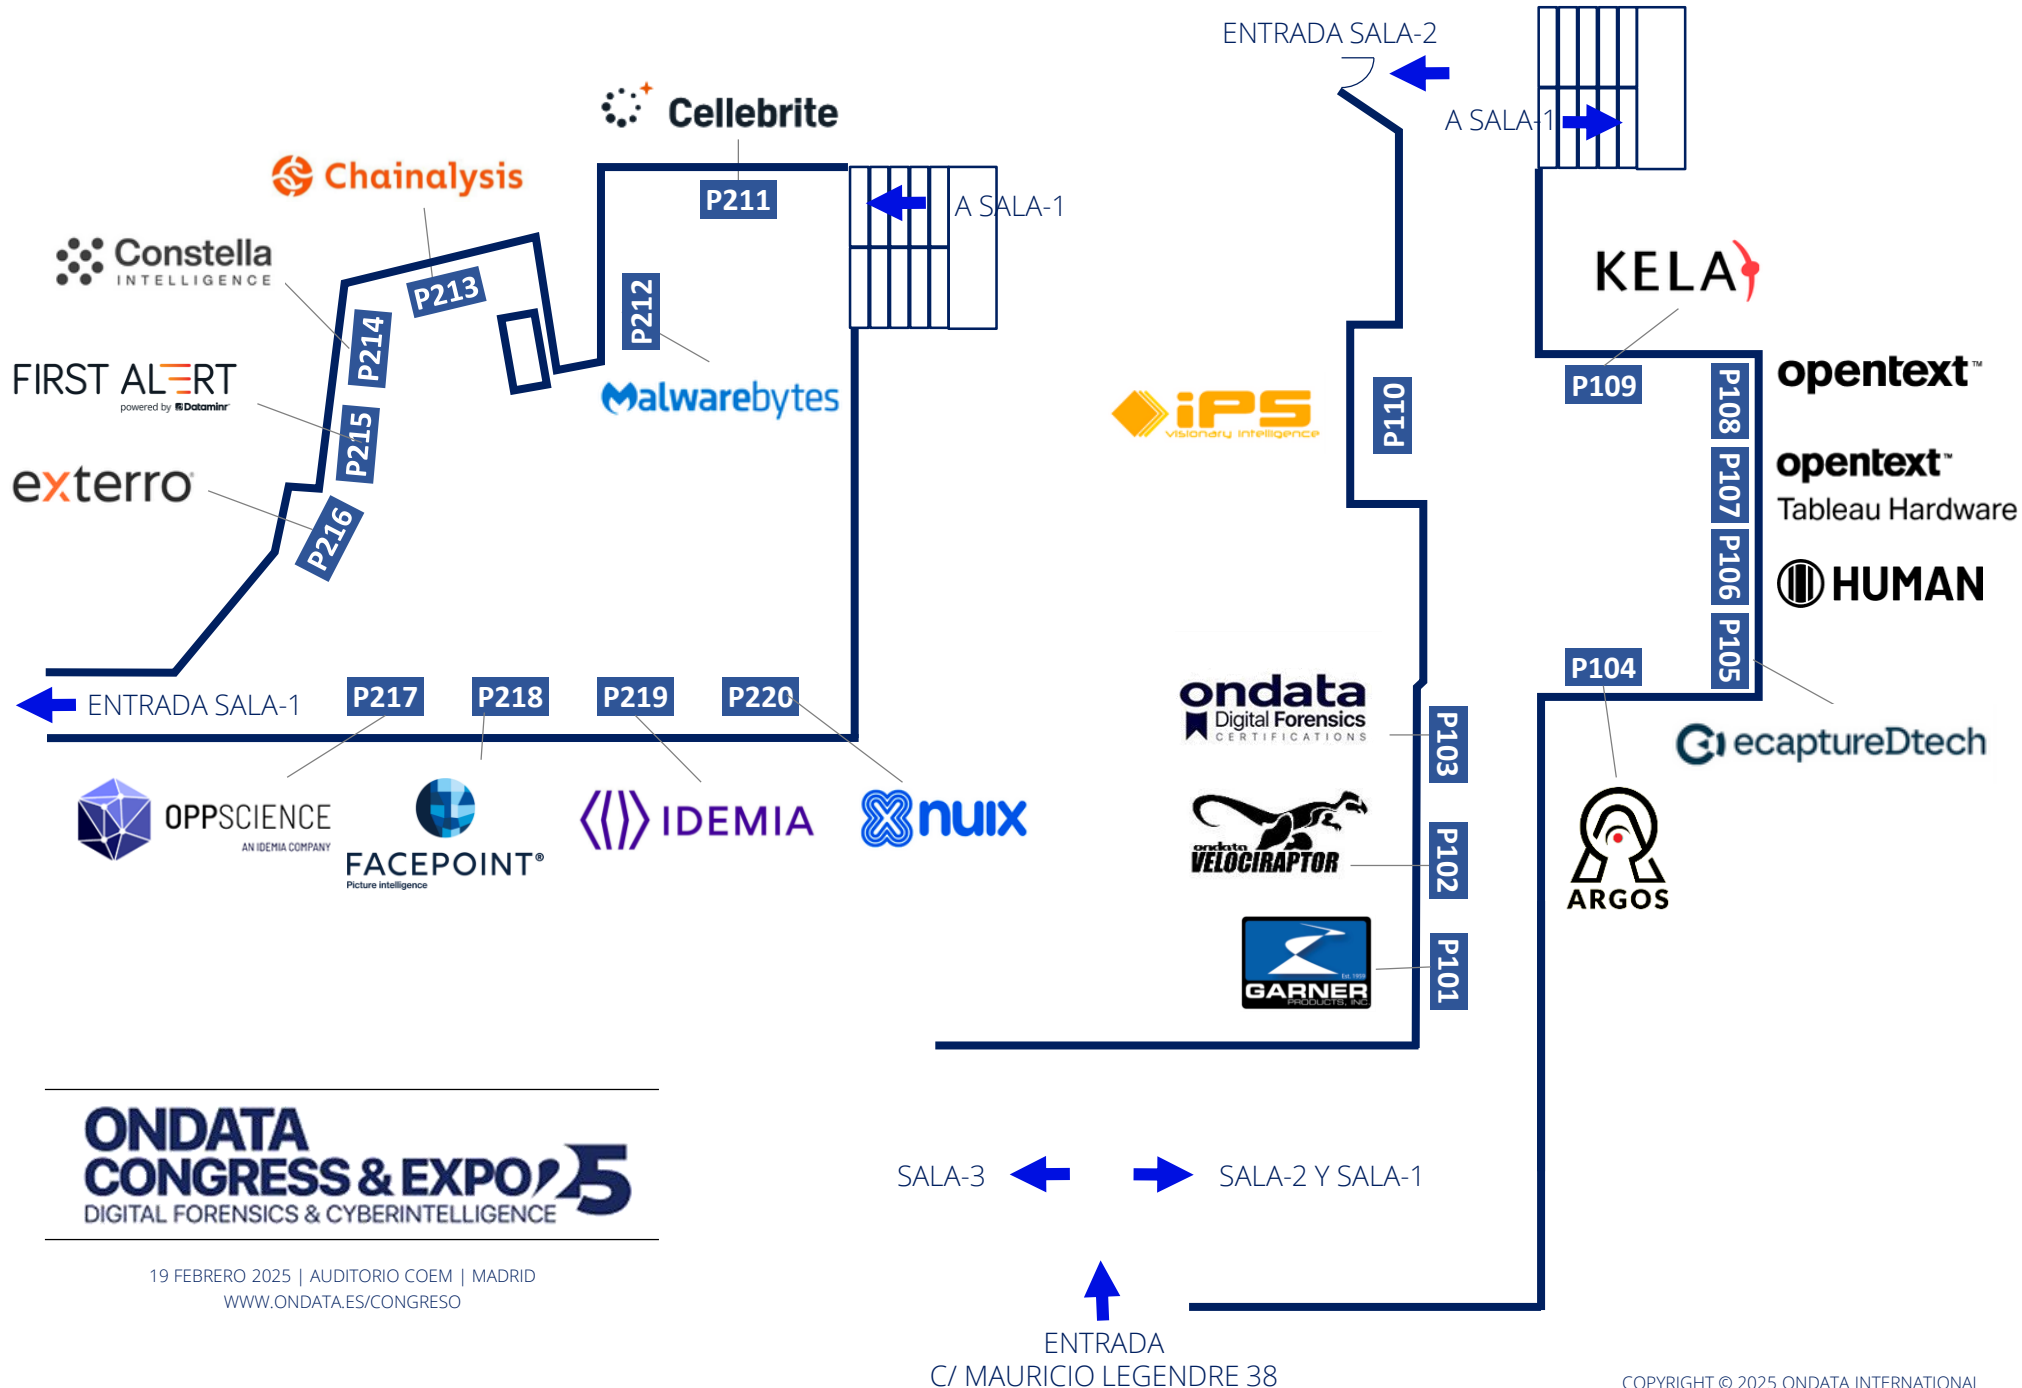 ENTRADA SALA-2
A SALA-1
Cellebrite
P211
A SALA-1
Chainalysis
P213
P212
Malwarebytes
Constella
INTELLIGENCE
P214
FIRST ALERT
powered by Dataminr
P215
exterro
P216
ENTRADA SALA-1
P217
P218
P219
P220
OPPSCIENCE
AN IDEMIA COMPANY
FACEPOINT®
Picture intelligence
IDEMIA
nuix
KELA
P109
opentext™
P108
opentext™
Tableau Hardware
P107
HUMAN
P106
P105
ecaptureDtech
P104
ARGOS
iPS
visionary intelligence
P110
ondata
Digital Forensics
CERTIFICATIONS
P103
ondata
VELOCIRAPTOR
P102
Est. 1959
GARNER
PRODUCTS, INC.
P101
SALA-3
SALA-2 Y SALA-1
ENTRADA
C/ MAURICIO LEGENDRE 38
ONDATA
CONGRESS & EXPO 25
DIGITAL FORENSICS & CYBERINTELLIGENCE
19 FEBRERO 2025 | AUDITORIO COEM | MADRID
WWW.ONDATA.ES/CONGRESO
COPYRIGHT © 2025 ONDATA INTERNATIONAL